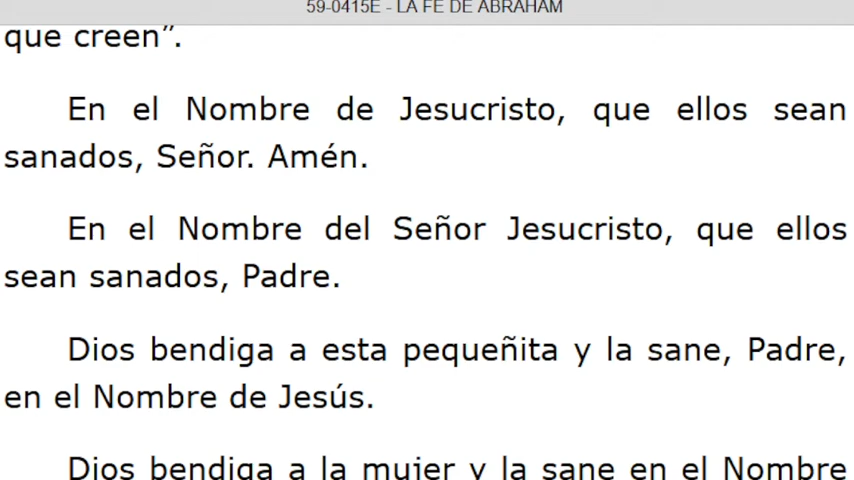 59-0415E - LA FE DE ABRAHAM
que creen”.
En el Nombre de Jesucristo, que ellos sean
sanados, Señor. Amén.
En el Nombre del Señor Jesucristo, que ellos
sean sanados, Padre.
Dios bendiga a esta pequeñita y la sane, Padre,
en el Nombre de Jesús.
Dios bendiga a la mujer y la sane en el Nombre